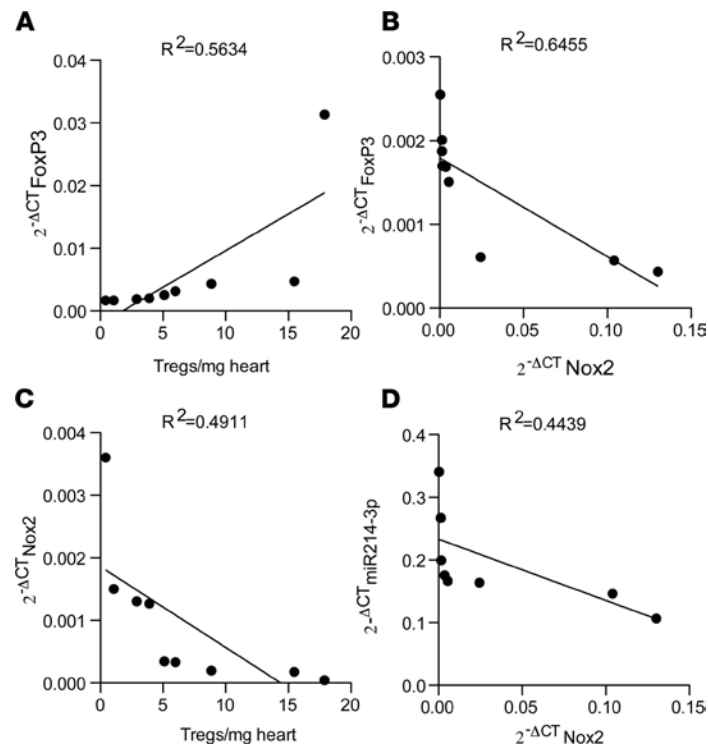 A
R²=0.5634
0.04
0.03
0.02
0.01
0.00
2^-ΔCT FoxP3
0 5 10 15 20
Tregs/mg heart
B
R²=0.6455
0.003
0.002
0.001
0.000
2^-ΔCT FoxP3
0.00 0.05 0.10 0.15
2^-ΔCT Nox2
C
R²=0.4911
0.004
0.003
0.002
0.001
0.000
2^-ΔCT Nox2
0 5 10 15 20
Tregs/mg heart
D
R²=0.4439
0.4
0.3
0.2
0.1
0.0
2-ΔCT miR214-3p
0.00 0.05 0.10 0.15
2^-ΔCT Nox2